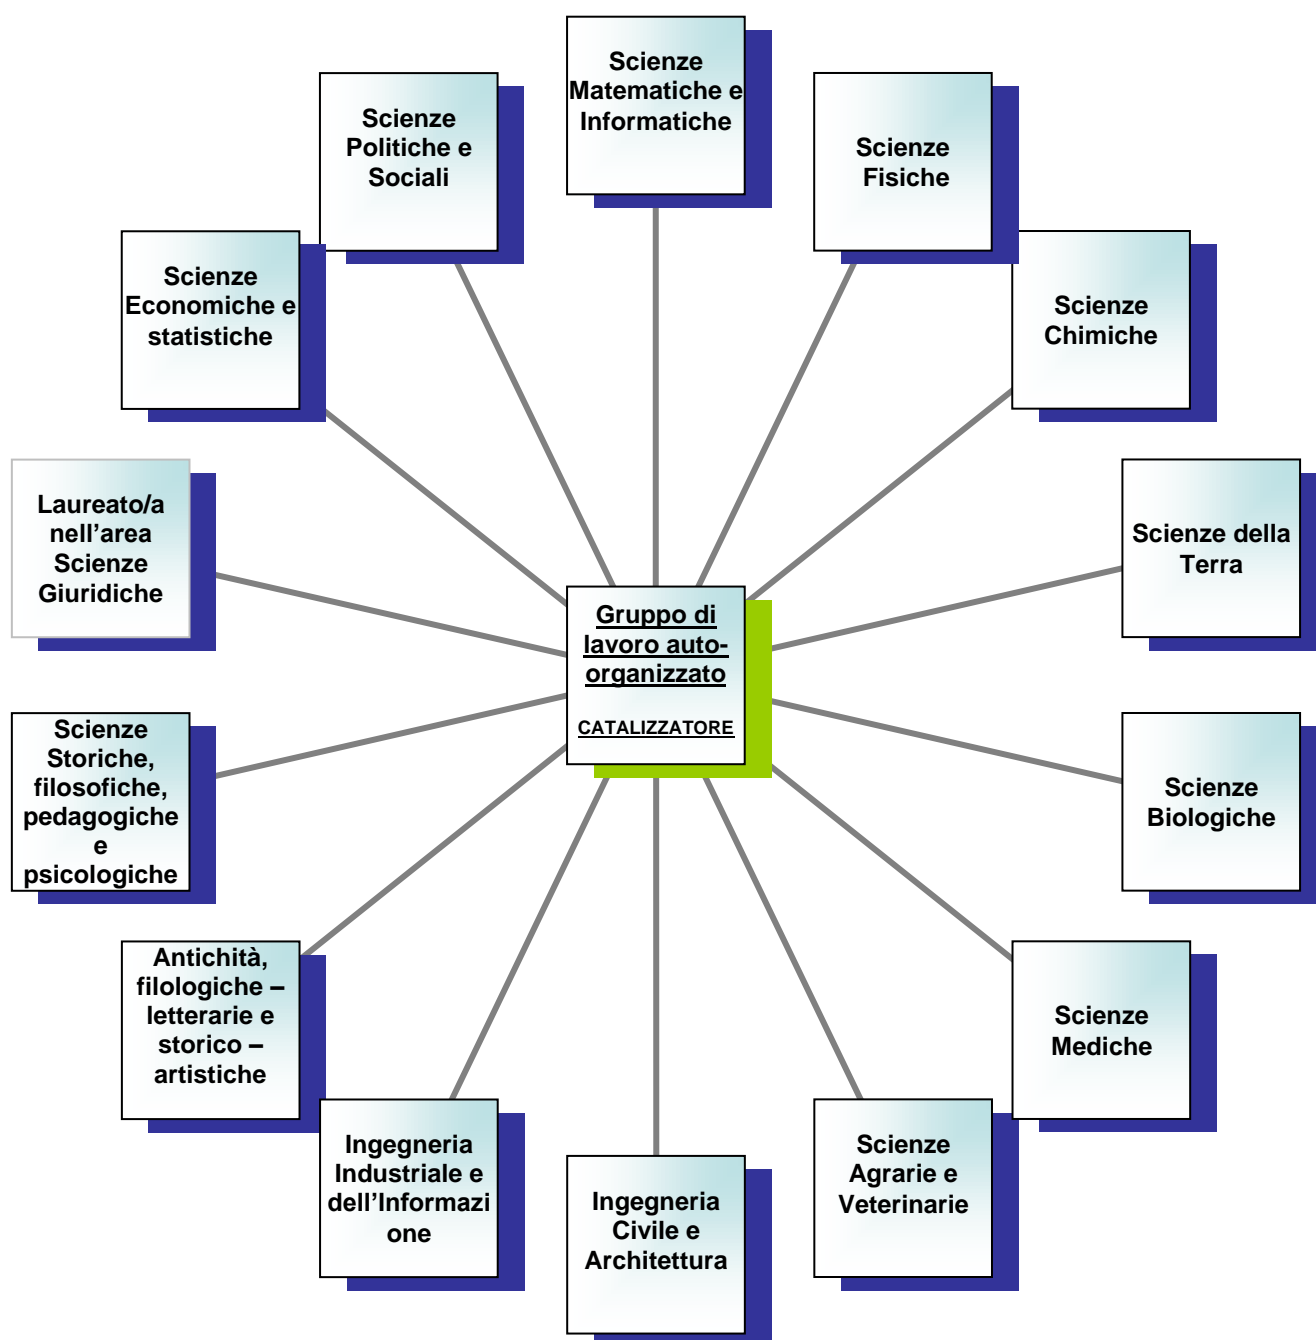 Scienze
Matematiche e
Informatiche
Scienze
Fisiche
Scienze
Chimiche
Scienze della
Terra
Scienze
Biologiche
Scienze
Mediche
Scienze
Agrarie e
Veterinarie
Ingegneria
Civile e
Architettura
Ingegneria
Industriale e
dell’Informazi
one
Antichità,
filologiche –
letterarie e
storico –
artistiche
Scienze
Storiche,
filosofiche,
pedagogiche
e
psicologiche
Laureato/a
nell’area
Scienze
Giuridiche
Scienze
Economiche e
statistiche
Scienze
Politiche e
Sociali
Gruppo di
lavoro auto-
organizzato
CATALIZZATORE